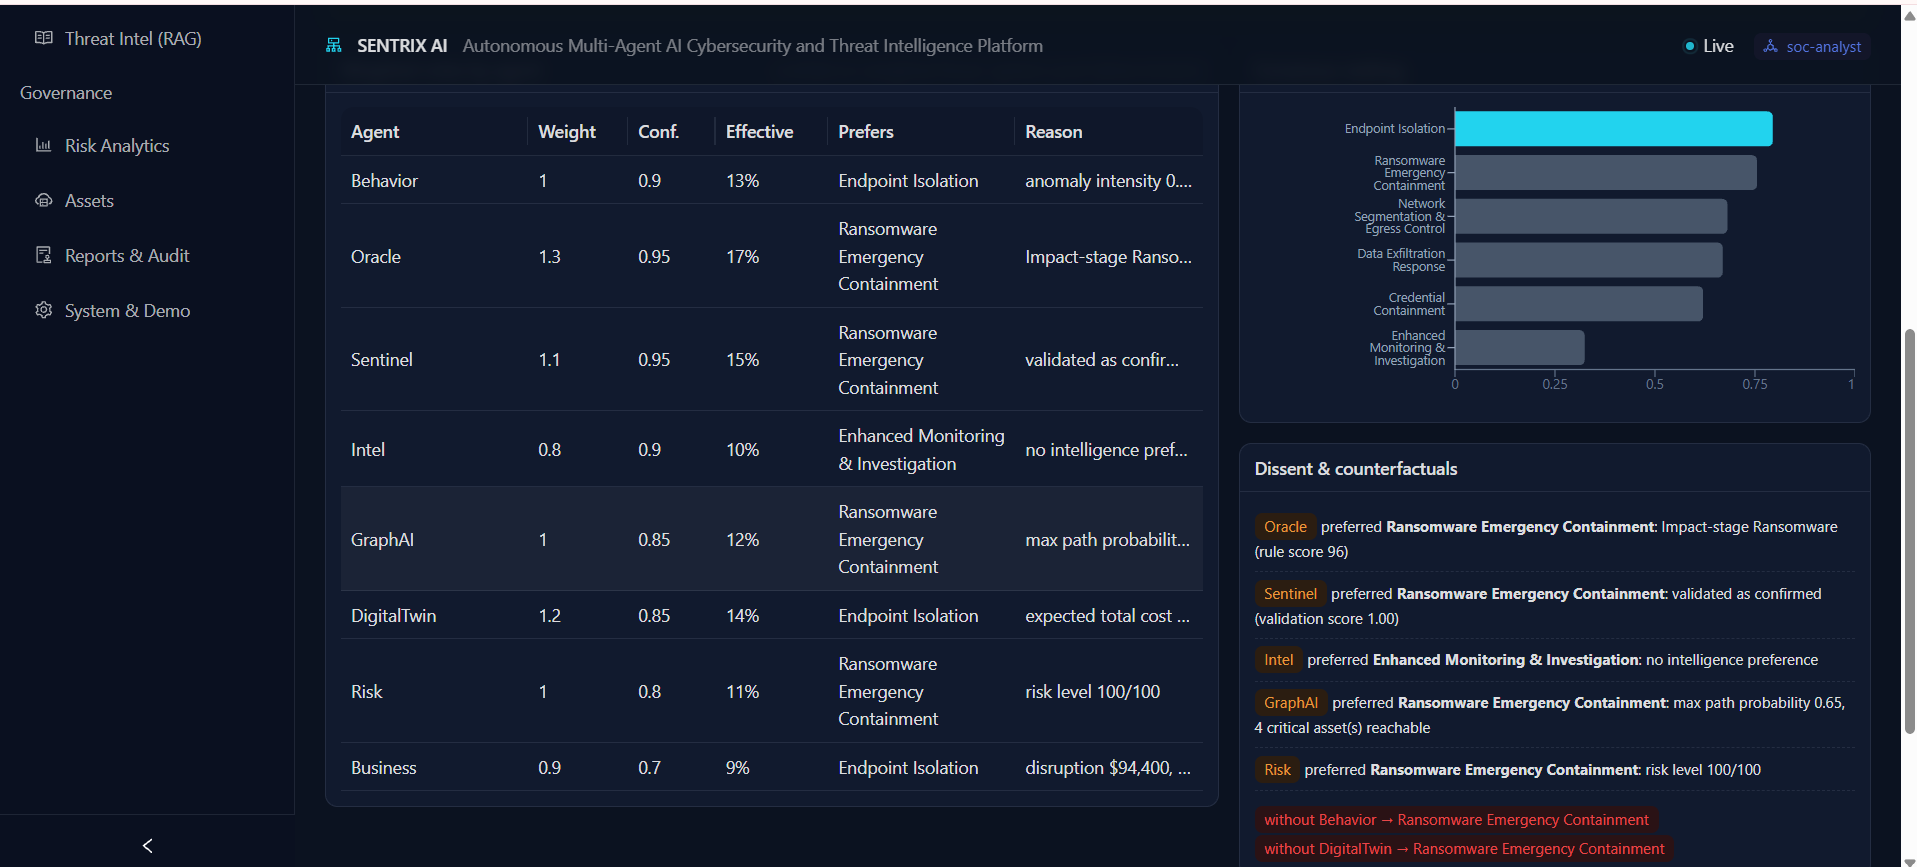 Threat Intel (RAG)
Governance
Risk Analytics
Assets
Reports & Audit
System & Demo
SENTRIX AI Autonomous Multi-Agent AI Cybersecurity and Threat Intelligence Platform
Live
soc-analyst
Agent Weight Conf. Effective Prefers Reason
Behavior 1 0.9 13% Endpoint Isolation anomaly intensity 0....
Oracle 1.3 0.95 17% Ransomware
Emergency
Containment Impact-stage Ranso...
Sentinel 1.1 0.95 15% Ransomware
Emergency
Containment validated as confir...
Intel 0.8 0.9 10% Enhanced Monitoring
& Investigation no intelligence pref...
GraphAI 1 0.85 12% Ransomware
Emergency
Containment max path probabilit...
DigitalTwin 1.2 0.85 14% Endpoint Isolation expected total cost ...
Risk 1 0.8 11% Ransomware
Emergency
Containment risk level 100/100
Business 0.9 0.7 9% Endpoint Isolation disruption $94,400, ...
Endpoint Isolation
Ransomware
Emergency
Containment
Network
Segmentation &
Egress Control
Data Exfiltration
Response
Credential
Containment
Enhanced
Monitoring &
Investigation
0 0.25 0.5 0.75 1
Dissent & counterfactuals
Oracle preferred Ransomware Emergency Containment: Impact-stage Ransomware
(rule score 96)
Sentinel preferred Ransomware Emergency Containment: validated as confirmed
(validation score 1.00)
Intel preferred Enhanced Monitoring & Investigation: no intelligence preference
GraphAI preferred Ransomware Emergency Containment: max path probability 0.65,
4 critical asset(s) reachable
Risk preferred Ransomware Emergency Containment: risk level 100/100
without Behavior → Ransomware Emergency Containment
without DigitalTwin → Ransomware Emergency Containment